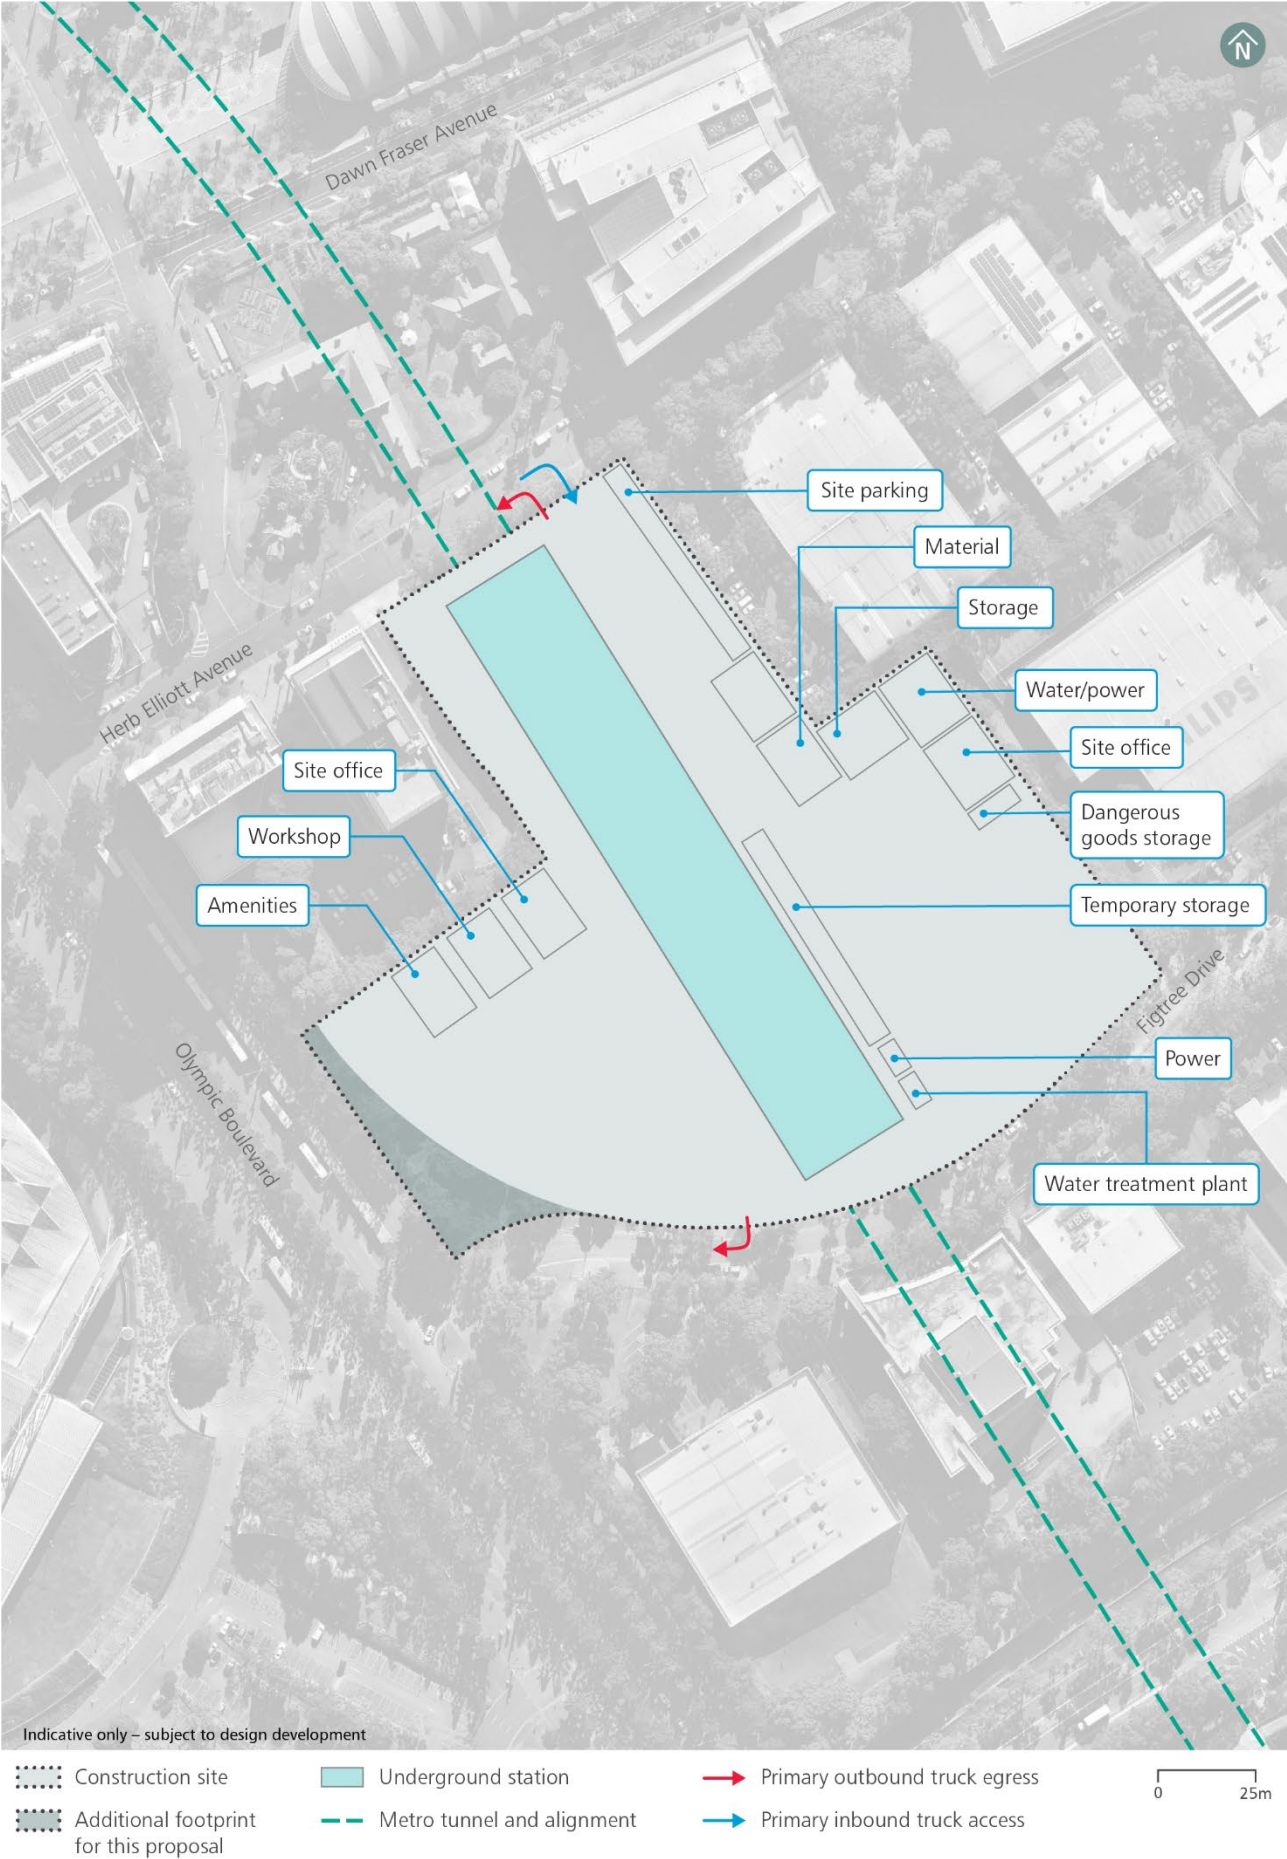 N
Dawn Fraser Avenue
Site parking
Material
Storage
Herb Elliott Avenue
Water/power
Site office
Site office
Dangerous
goods storage
Workshop
Amenities
Temporary storage
Figtree Drive
Olympic Boulevard
Power
Water treatment plant
Indicative only – subject to design development
Construction site
Underground station
Primary outbound truck egress
0
25m
Additional footprint
for this proposal
Metro tunnel and alignment
Primary inbound truck access